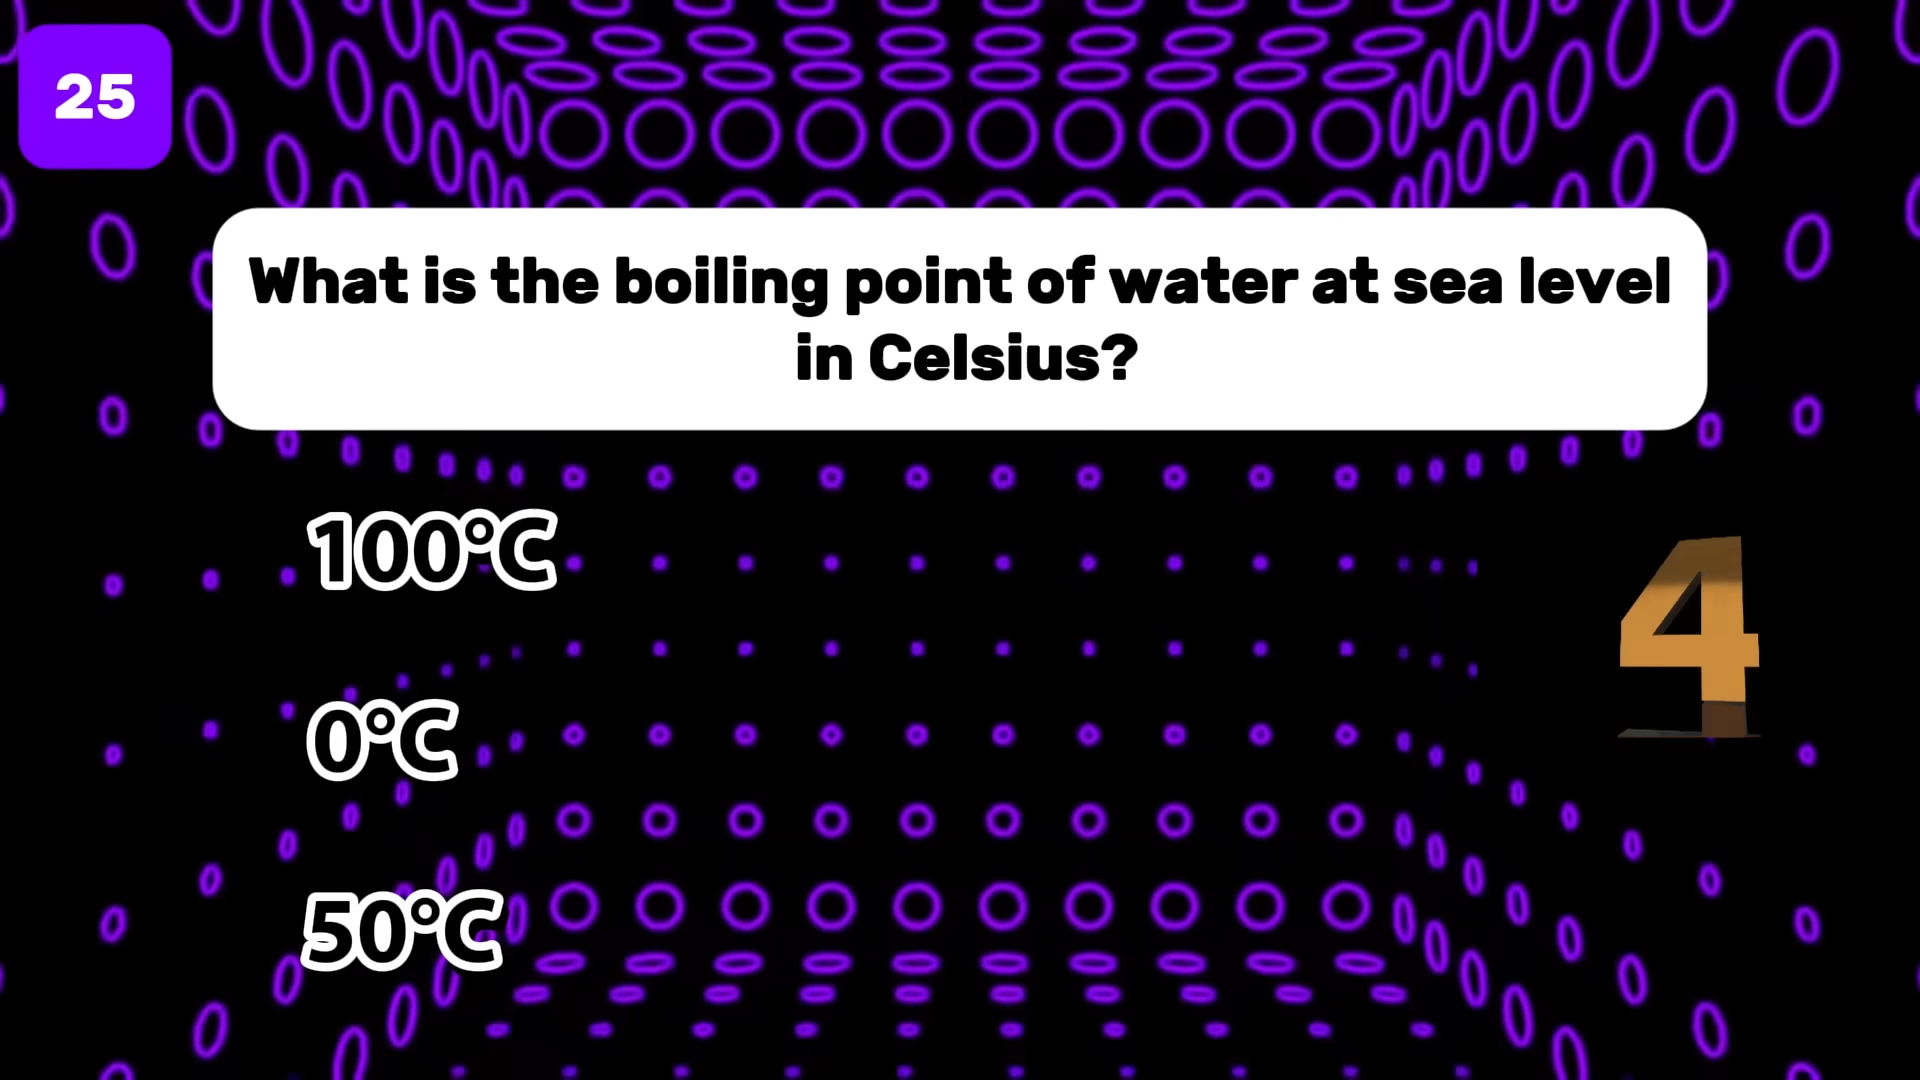 25
What is the boiling point of water at sea level
in Celsius?
100°C
4
0°C
50°C